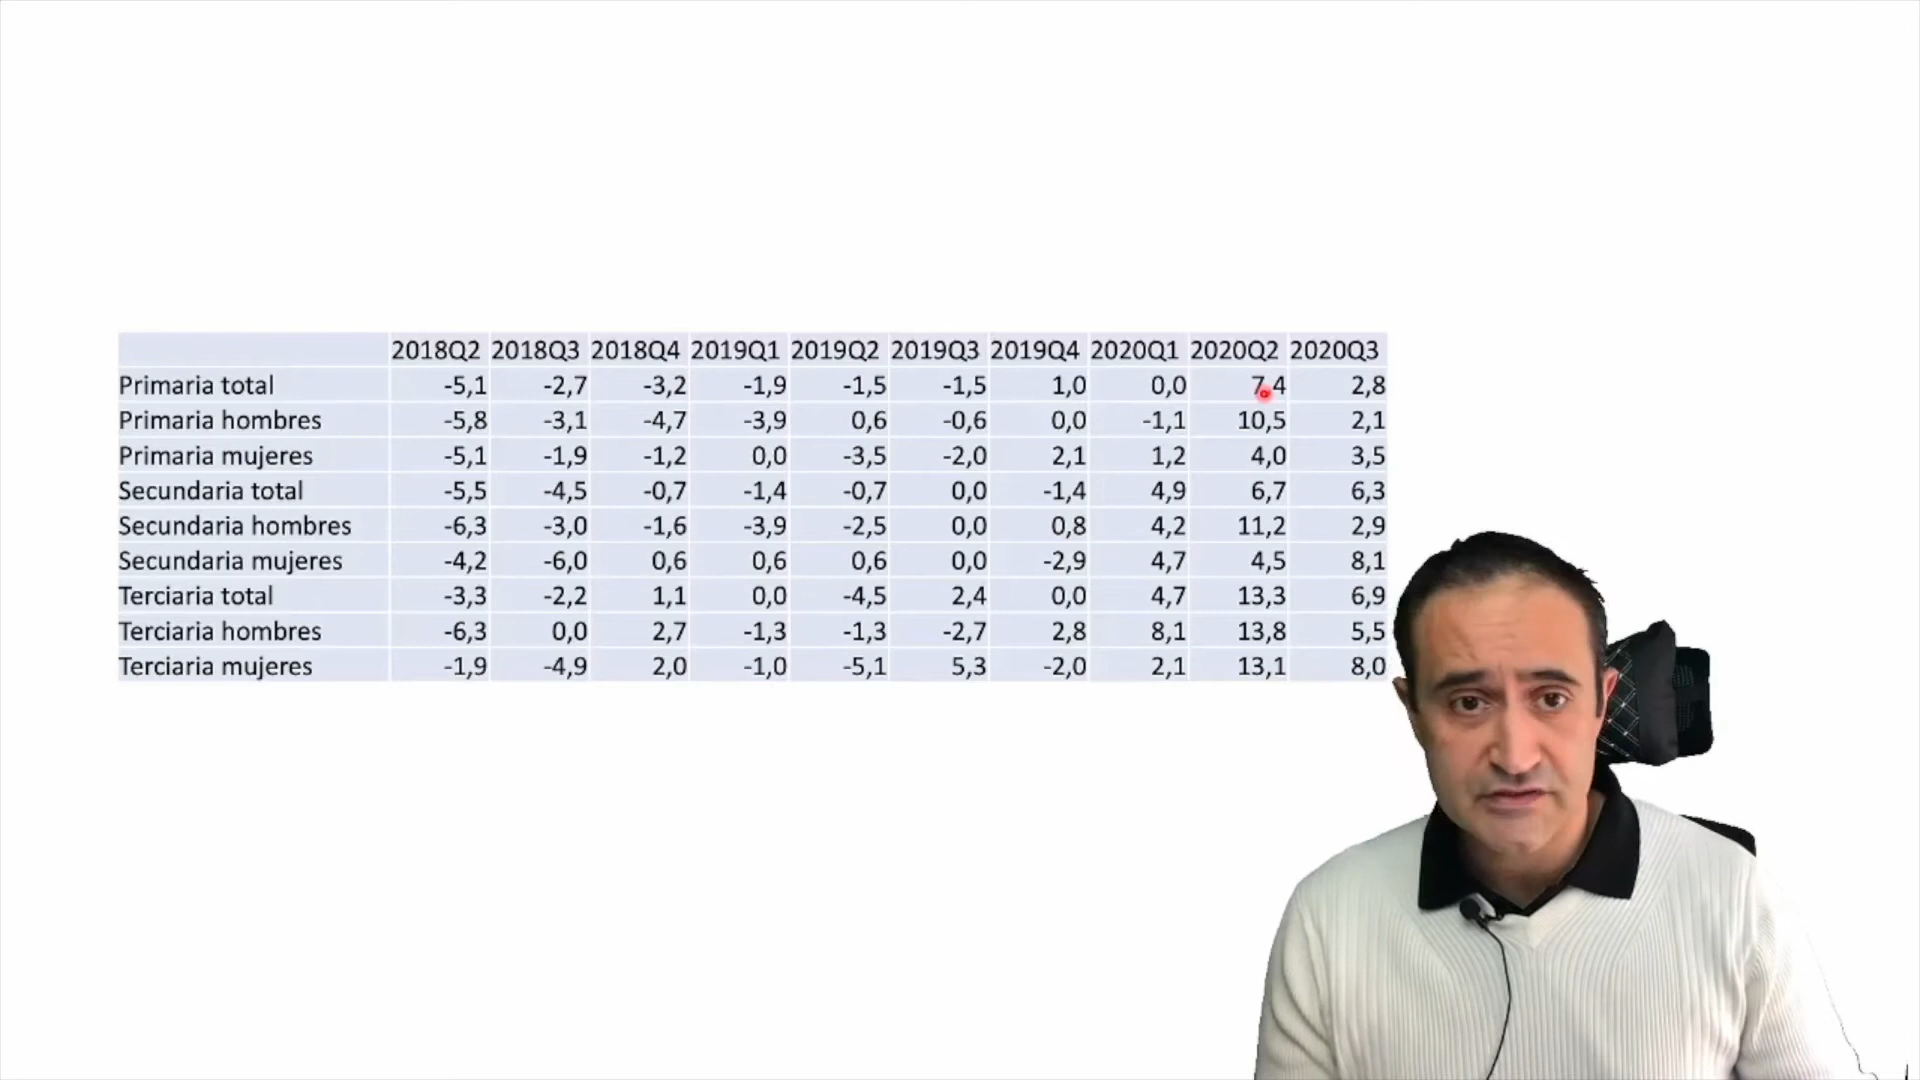 2018Q2 2018Q3 2018Q4 2019Q1 2019Q2 2019Q3 2019Q4 2020Q1 2020Q2 2020Q3
Primaria total -5,1 -2,7 -3,2 -1,9 -1,5 -1,5 1,0 0,0 7,4 2,8
Primaria hombres -5,8 -3,1 -4,7 -3,9 0,6 -0,6 0,0 -1,1 10,5 2,1
Primaria mujeres -5,1 -1,9 -1,2 0,0 -3,5 -2,0 2,1 1,2 4,0 3,5
Secundaria total -5,5 -4,5 -0,7 -1,4 -0,7 0,0 -1,4 4,9 6,7 6,3
Secundaria hombres -6,3 -3,0 -1,6 -3,9 -2,5 0,0 0,8 4,2 11,2 2,9
Secundaria mujeres -4,2 -6,0 0,6 0,6 0,6 0,0 -2,9 4,7 4,5 8,1
Terciaria total -3,3 -2,2 1,1 0,0 -4,5 2,4 0,0 4,7 13,3 6,9
Terciaria hombres -6,3 0,0 2,7 -1,3 -1,3 -2,7 2,8 8,1 13,8 5,5
Terciaria mujeres -1,9 -4,9 2,0 -1,0 -5,1 5,3 -2,0 2,1 13,1 8,0